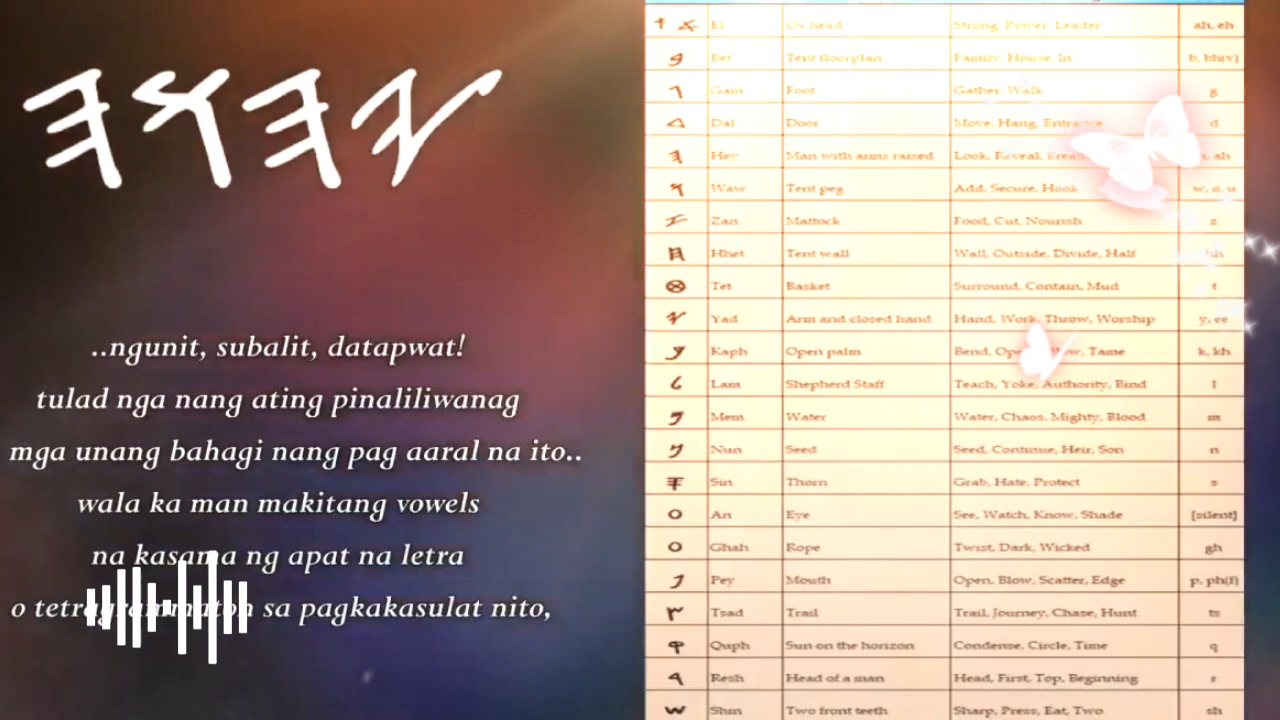 𐤉𐤄𐤅𐤄
..ngunit, subalit, datapwat!
tulad nga nang ating pinaliliwanag
mga unang bahagi nang pag aaral na ito..
wala ka man makitang vowels
na kasama ng apat na letra
o tetragrammaton sa pagkakasulat nito,
El Ox head Strong, Power, Leader ah, eh
Bet Tent floorplan Family, House, In b, bh(v)
Gam Foot Gather, Walk g
Dal Door Move, Hang, Entrance d
Hey Man with arms raised Look, Reveal, ah
Waw Tent peg Add, Secure, Hook w, o, u
Zan Mattock Food, Cut, Nourish z
Hhet Tent wall Wall, Outside, Divide, Half hh
Tet Basket Surround, Contain, Mud t
Yad Arm and closed hand Hand, Work, Throw, Worship y, ee
Kaph Open palm Bend, Tame k, kh
Lam Shepherd Staff Teach, Yoke, Authority, Bind l
Mem Water Water, Chaos, Mighty, Blood m
Nun Seed Seed, Continue, Heir, Son n
Sin Thorn Grab, Hate, Protect s
An Eye See, Watch, Know, Shade [silent]
Ghah Rope Twist, Dark, Wicked gh
Pey Mouth Open, Blow, Scatter, Edge p, ph(f)
Tsad Trail Trail, Journey, Chase, Hunt ts
Quph Sun on the horizon Condense, Circle, Time q
Resh Head of a man Head, First, Top, Beginning r
Shin Two front teeth Sharp, Press, Eat, Two sh